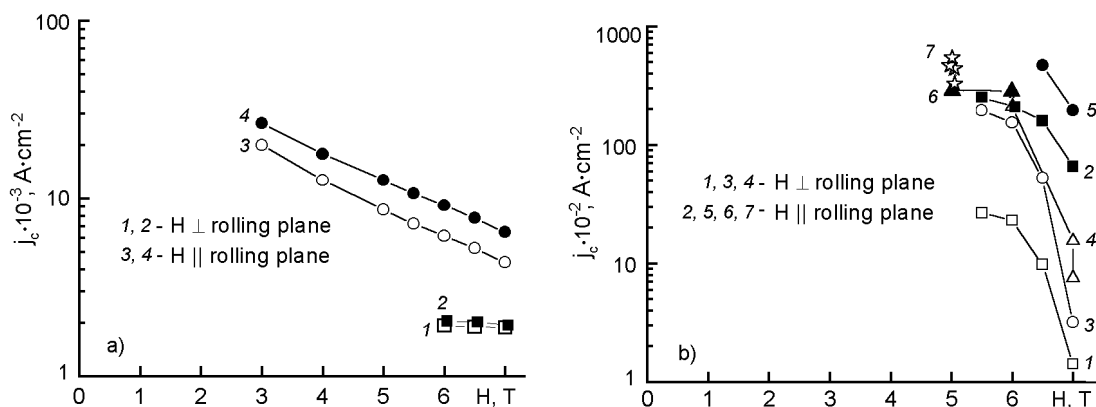 100
10
1
j_c·10⁻³, A·cm⁻²
4
3
1, 2 - H ⊥ rolling plane
3, 4 - H || rolling plane
2
1
a)
0 1 2 3 4 5 6 H, T
1000
100
10
1
j_c·10⁻², A·cm⁻²
7
6
5
2
1, 3, 4 - H ⊥ rolling plane
2, 5, 6, 7 - H || rolling plane
4
3
1
b)
0 1 2 3 4 5 6 H, T